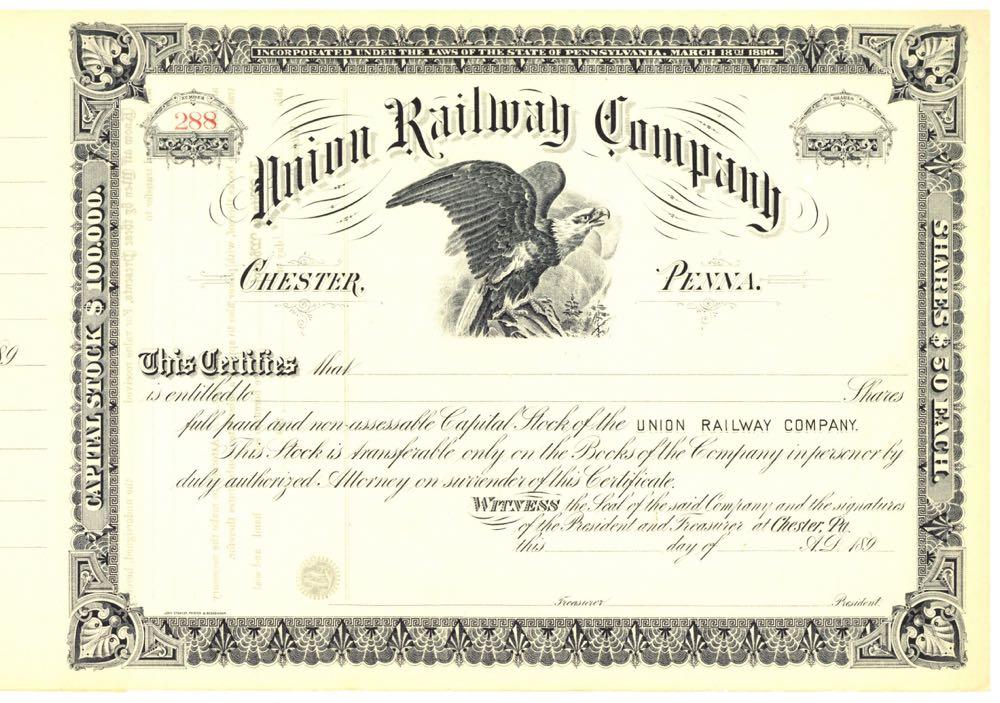 INCORPORATED UNDER THE LAWS OF THE STATE OF PENNSYLVANIA, MARCH 18TH 1890.
NUMBER
288
SHARES
Union Railway Company
CHESTER, PENNA.
CAPITAL STOCK $100.000.
SHARES $50 EACH.
89
This Certifies that
is entitled to Shares
full paid and non-assessable Capital Stock of the UNION RAILWAY COMPANY.
This Stock is transferable only on the Books of the Company in person or by
duly authorized Attorney on surrender of this Certificate.
WITNESS the Seal of the said Company and the signatures
of the President and Treasurer at Chester, Pa.
this day of A.D. 189
Treasurer President